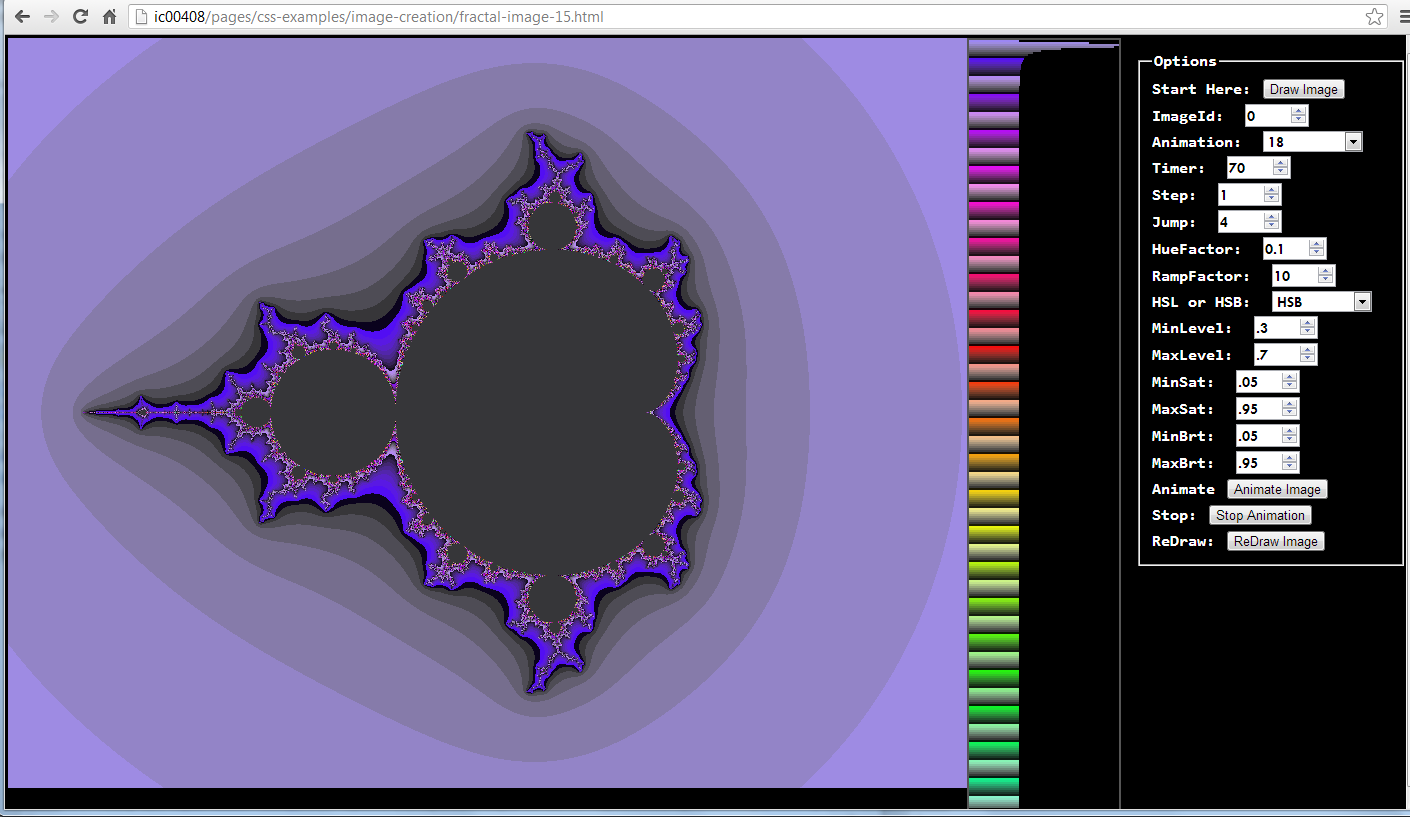 ic00408/pages/css-examples/image-creation/fractal-image-15.html
Options
Start Here: Draw Image
ImageId: 0
Animation: 18
Timer: 70
Step: 1
Jump: 4
HueFactor: 0.1
RampFactor: 10
HSL or HSB: HSB
MinLevel: .3
MaxLevel: .7
MinSat: .05
MaxSat: .95
MinBrt: .05
MaxBrt: .95
Animate Animate Image
Stop: Stop Animation
ReDraw: ReDraw Image